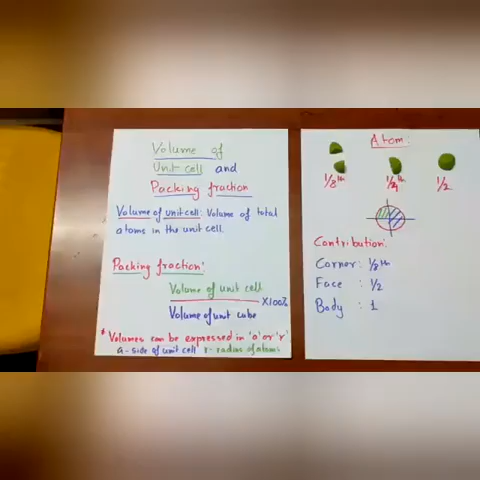 Volume of
Unit cell and
Packing fraction
Volume of unit cell: Volume of total
atoms in the unit cell.
Packing fraction:
Volume of unit cell
X100%
Volume of unit cube
* Volumes can be expressed in 'a' or 'r'
a - side of unit cell r - radius of atom
Atom:
1/8th 1/4th 1/2
Contribution:
Corner: 1/8th
Face : 1/2
Body : 1